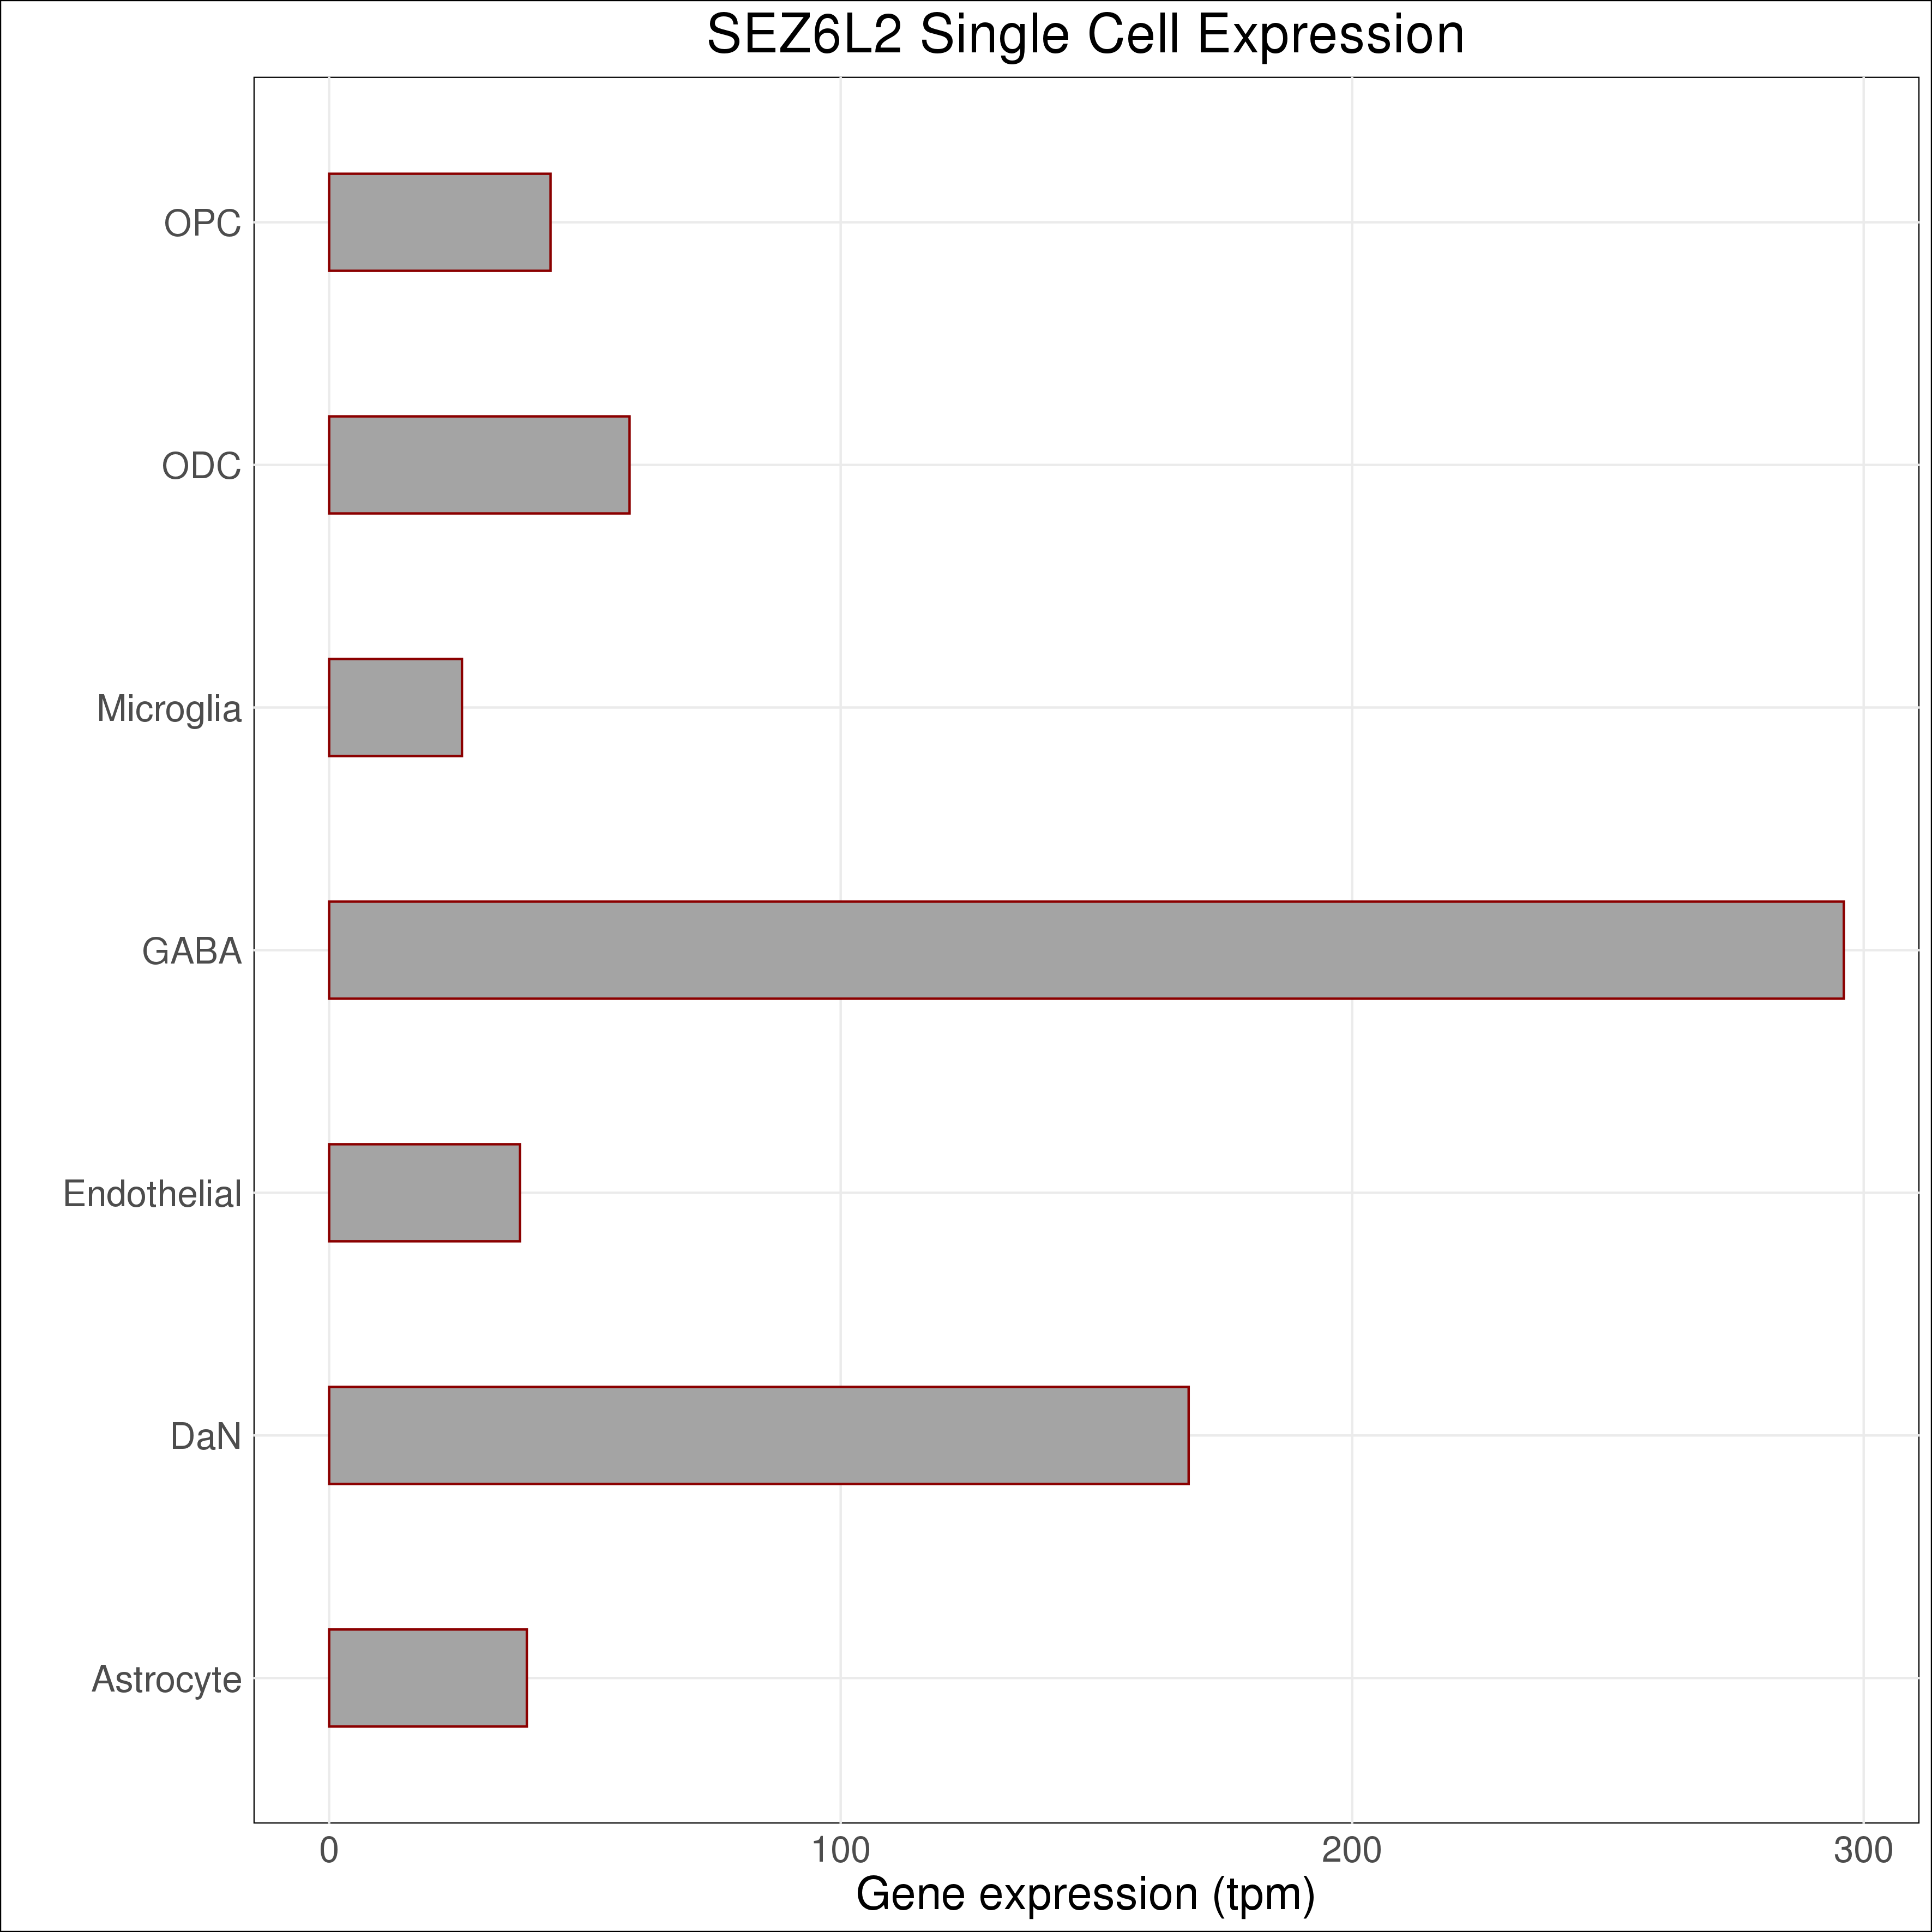 SEZ6L2 Single Cell Expression
OPC
ODC
Microglia
GABA
Endothelial
DaN
Astrocyte
0 100 200 300
Gene expression (tpm)